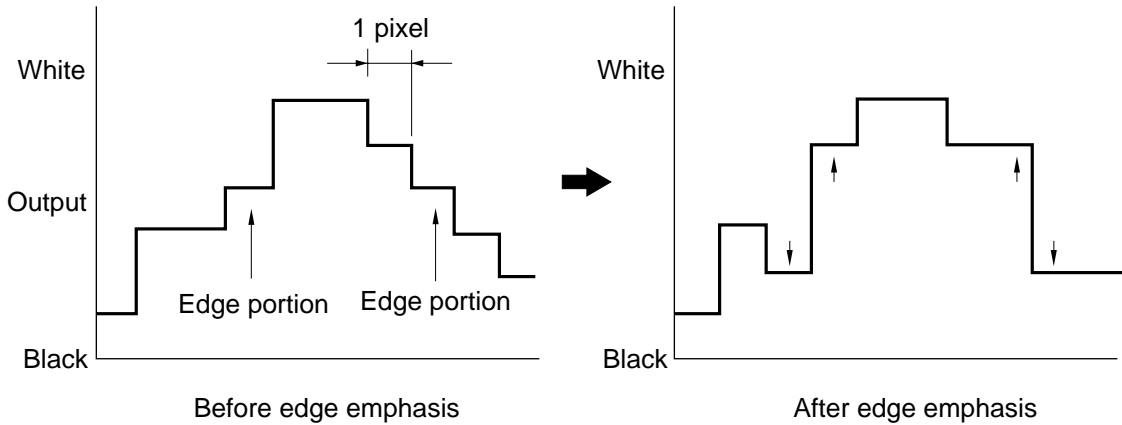 1 pixel
White
Output
Edge portion
Edge portion
Black
Before edge emphasis
White
Black
After edge emphasis